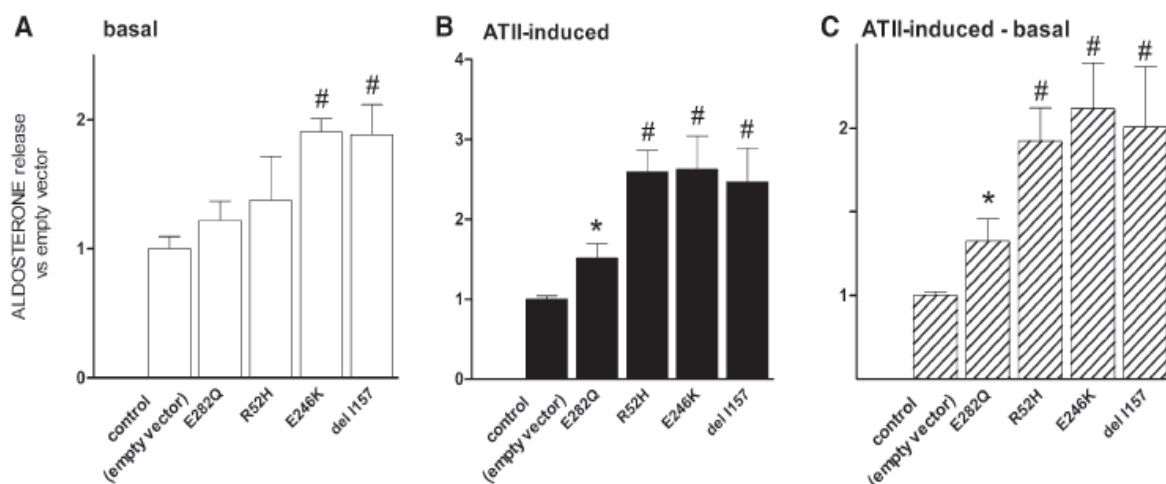 A basal
ALDOSTERONE release
vs empty vector
2
1
0
#
#
control
(empty vector)
E282Q
R52H
E246K
del I157
B ATII-induced
4
3
2
1
0
*
#
#
#
control
(empty vector)
E282Q
R52H
E246K
del I157
C ATII-induced - basal
2
1
*
#
#
#
control
(empty vector)
E282Q
R52H
E246K
del I157